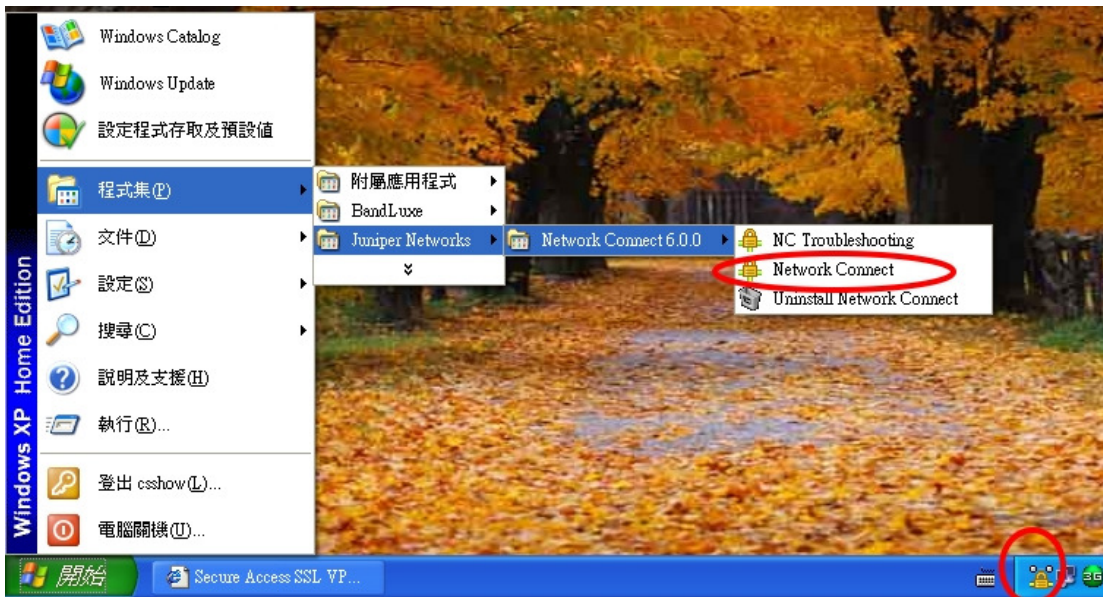 Windows Catalog
Windows Update
設定程式存取及預設值
程式集(P)
文件(D)
設定(S)
搜尋(C)
說明及支援(H)
執行(R)...
登出 csshow(L)...
電腦關機(U)...
Windows XP Home Edition
附屬應用程式
BandLuxe
Juniper Networks
Network Connect 6.0.0
NC Troubleshooting
Network Connect
Uninstall Network Connect
開始
Secure Access SSL VP...
3G